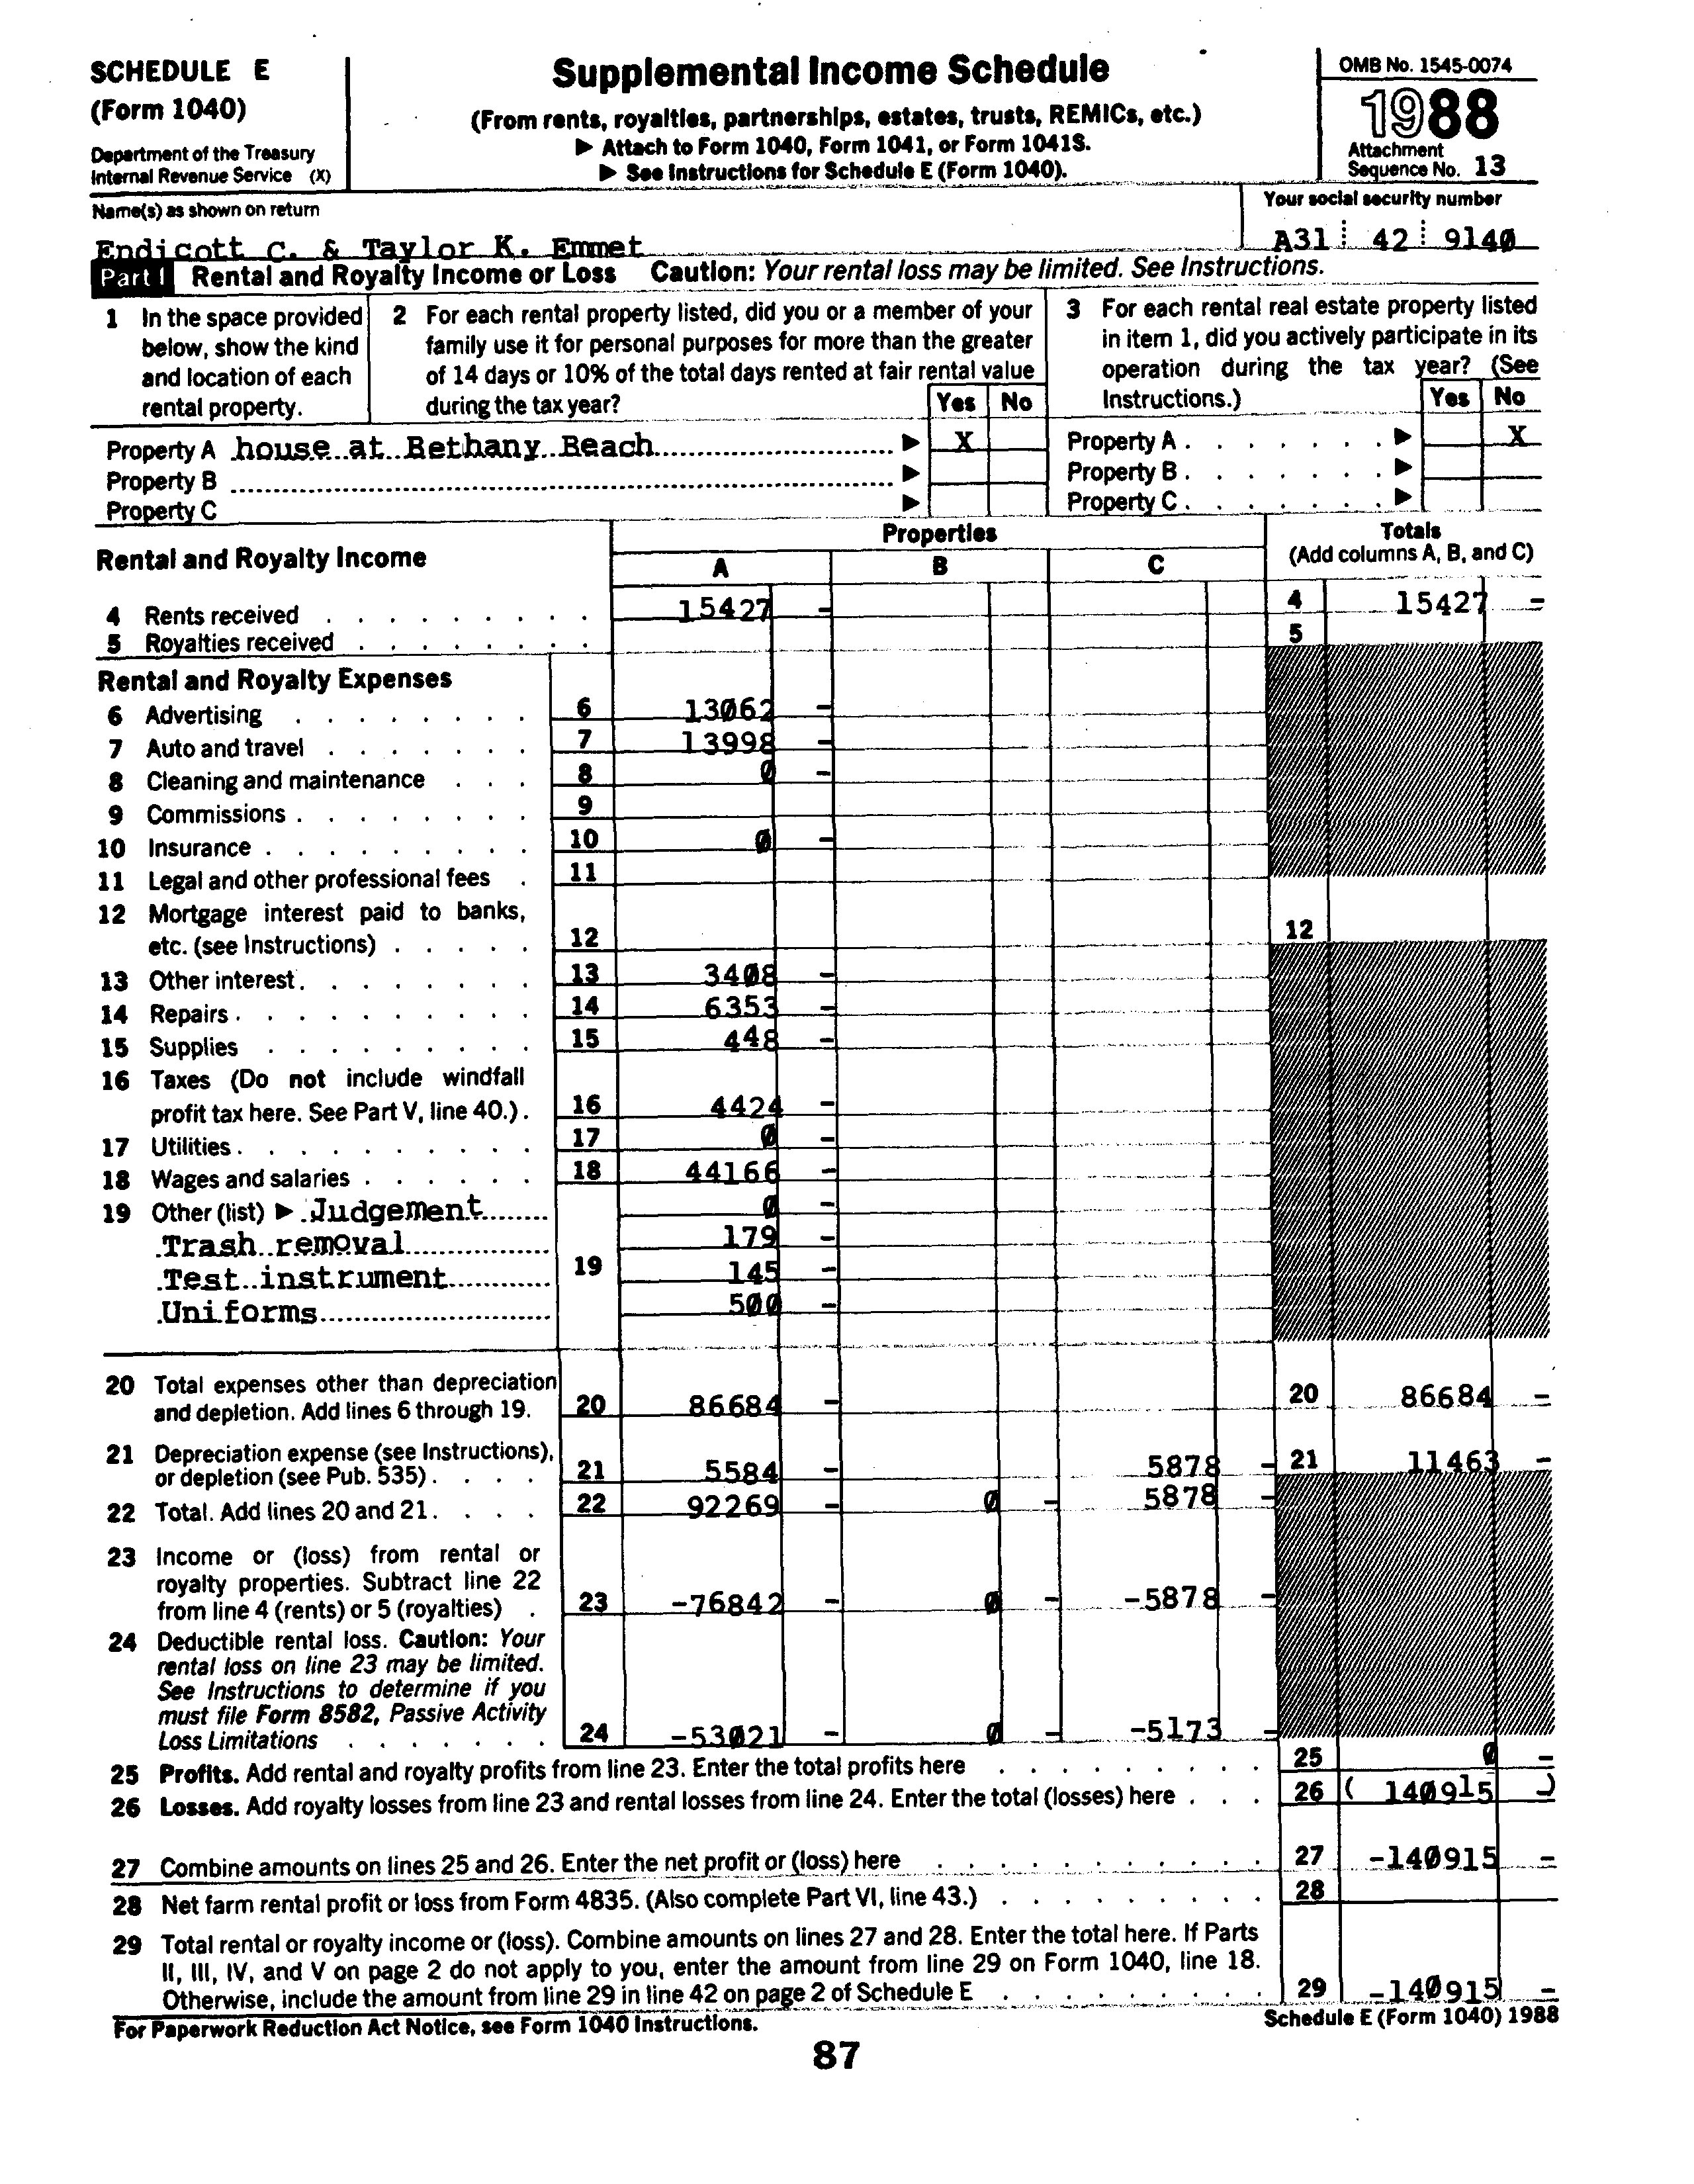 SCHEDULE E
(Form 1040)
Department of the Treasury
Internal Revenue Service (X)
Supplemental Income Schedule
(From rents, royalties, partnerships, estates, trusts, REMICs, etc.)
▶ Attach to Form 1040, Form 1041, or Form 1041S.
▶ See Instructions for Schedule E (Form 1040).
OMB No. 1545-0074
1988
Attachment
Sequence No. 13
Name(s) as shown on return
Endicott C. & Taylor K. Emmet
Your social security number
A31 42 9140
Part I Rental and Royalty Income or Loss Caution: Your rental loss may be limited. See Instructions.
1 In the space provided
below, show the kind
and location of each
rental property.
2 For each rental property listed, did you or a member of your
family use it for personal purposes for more than the greater
of 14 days or 10% of the total days rented at fair rental value
during the tax year?
Yes No
3 For each rental real estate property listed
in item 1, did you actively participate in its
operation during the tax year? (See
Instructions.)
Yes No
Property A house at Bethany Beach ▶ X
Property B ▶
Property C ▶
Property A . . . . . . . ▶ X
Property B . . . . . . . ▶
Property C . . . . . . . ▶
Rental and Royalty Income
Properties
A B C
Totals
(Add columns A, B, and C)
4 Rents received . . . . . . . . . 15427 - 4 15427 -
5 Royalties received . . . . . . . . 5
Rental and Royalty Expenses
6 Advertising . . . . . . . . 6 13062 -
7 Auto and travel . . . . . . . 7 13998 -
8 Cleaning and maintenance . . . 8 0 -
9 Commissions . . . . . . . . 9
10 Insurance . . . . . . . . . 10 0 -
11 Legal and other professional fees . 11
12 Mortgage interest paid to banks,
etc. (see Instructions) . . . . . 12 12
13 Other interest . . . . . . . . 13 3408 -
14 Repairs . . . . . . . . . . 14 6353 -
15 Supplies . . . . . . . . . 15 448 -
16 Taxes (Do not include windfall
profit tax here. See Part V, line 40.) . 16 4424 -
17 Utilities . . . . . . . . . . 17 0 -
18 Wages and salaries . . . . . . 18 44166 -
19 Other (list) ▶ Judgement 0 -
Trash removal 179 -
Test instrument 19 145 -
Uniforms 500 -
20 Total expenses other than depreciation
and depletion. Add lines 6 through 19. 20 86684 - 20 86684 -
21 Depreciation expense (see Instructions),
or depletion (see Pub. 535) . . . . 21 5584 - 5878 - 21 11463 -
22 Total. Add lines 20 and 21 . . . . 22 92269 - 0 - 5878 -
23 Income or (loss) from rental or
royalty properties. Subtract line 22
from line 4 (rents) or 5 (royalties) . 23 -76842 - 0 - -5878 -
24 Deductible rental loss. Caution: Your
rental loss on line 23 may be limited.
See Instructions to determine if you
must file Form 8582, Passive Activity
Loss Limitations . . . . . . . 24 -53021 - 0 - -5173 -
25 Profits. Add rental and royalty profits from line 23. Enter the total profits here . . . . . . . . . 25 0 -
26 Losses. Add royalty losses from line 23 and rental losses from line 24. Enter the total (losses) here . . . 26 ( 140915 )
27 Combine amounts on lines 25 and 26. Enter the net profit or (loss) here . . . . . . . . . . . 27 -140915 -
28 Net farm rental profit or loss from Form 4835. (Also complete Part VI, line 43.) . . . . . . . . . 28
29 Total rental or royalty income or (loss). Combine amounts on lines 27 and 28. Enter the total here. If Parts
II, III, IV, and V on page 2 do not apply to you, enter the amount from line 29 on Form 1040, line 18.
Otherwise, include the amount from line 29 in line 42 on page 2 of Schedule E . . . . . . . . . 29 -140915 -
For Paperwork Reduction Act Notice, see Form 1040 Instructions.
Schedule E (Form 1040) 1988
87